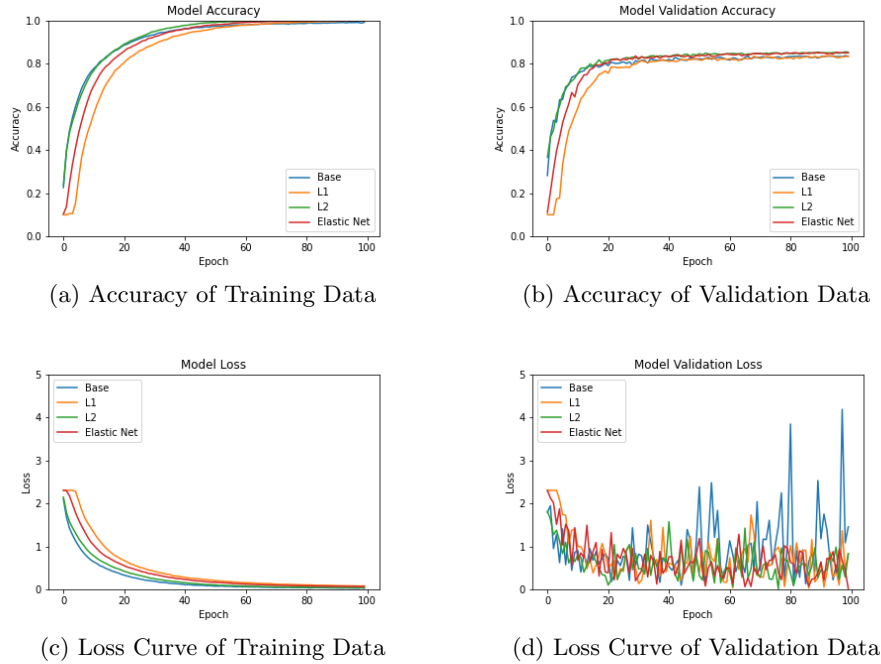 Model Accuracy
1.0
0.8
0.6
0.4
0.2
0.0
Accuracy
0 20 40 60 80 100
Epoch
Base
L1
L2
Elastic Net
(a) Accuracy of Training Data
Model Validation Accuracy
1.0
0.8
0.6
0.4
0.2
0.0
Accuracy
0 20 40 60 80 100
Epoch
Base
L1
L2
Elastic Net
(b) Accuracy of Validation Data
Model Loss
5
4
3
2
1
0
Loss
0 20 40 60 80 100
Epoch
Base
L1
L2
Elastic Net
(c) Loss Curve of Training Data
Model Validation Loss
5
4
3
2
1
0
Loss
0 20 40 60 80 100
Epoch
Base
L1
L2
Elastic Net
(d) Loss Curve of Validation Data